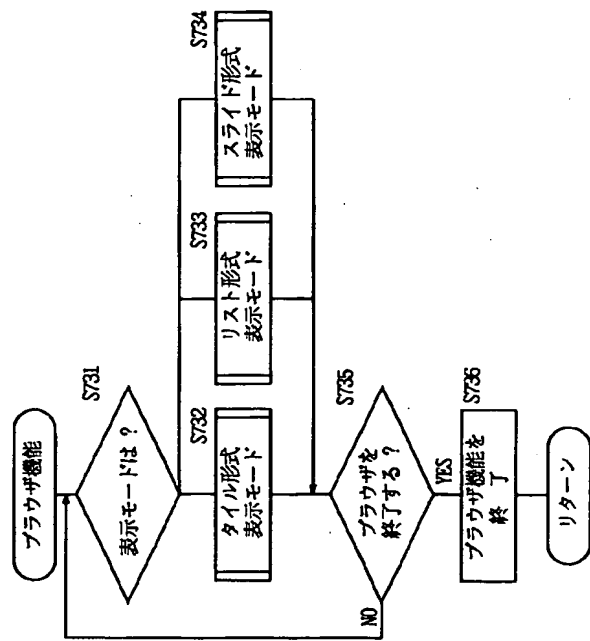 ブラウザ機能
S731
表示モードは？
S732
タイル形式
表示モード
S733
リスト形式
表示モード
S734
スライド形式
表示モード
S735
ブラウザを
終了する？
NO
YES
S736
ブラウザ機能を
終了
リターン